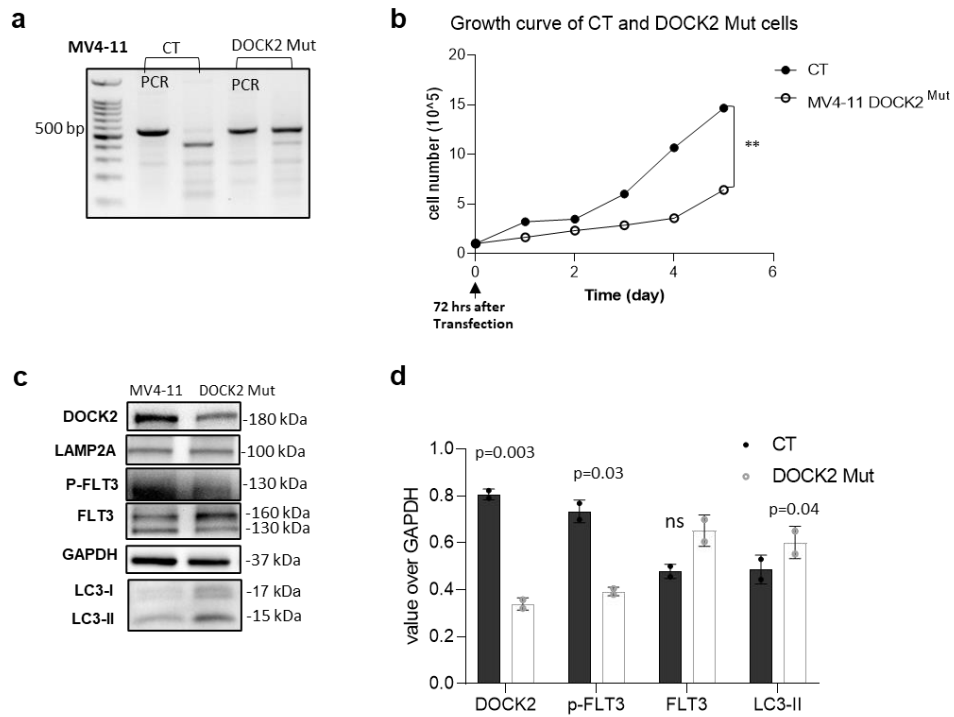 a
MV4-11 CT DOCK2 Mut
PCR PCR
500 bp
b
Growth curve of CT and DOCK2 Mut cells
cell number (10^5)
20
15
10
5
0
0 2 4 6
Time (day)
72 hrs after
Transfection
CT
MV4-11 DOCK2 Mut
**
c
MV4-11 DOCK2 Mut
DOCK2 -180 kDa
LAMP2A -100 kDa
P-FLT3 -130 kDa
FLT3 -160 kDa
-130 kDa
GAPDH -37 kDa
LC3-I -17 kDa
LC3-II -15 kDa
d
value over GAPDH
1.0
0.8
0.6
0.4
0.2
0.0
p=0.003
p=0.03
ns
p=0.04
CT
DOCK2 Mut
DOCK2 p-FLT3 FLT3 LC3-II